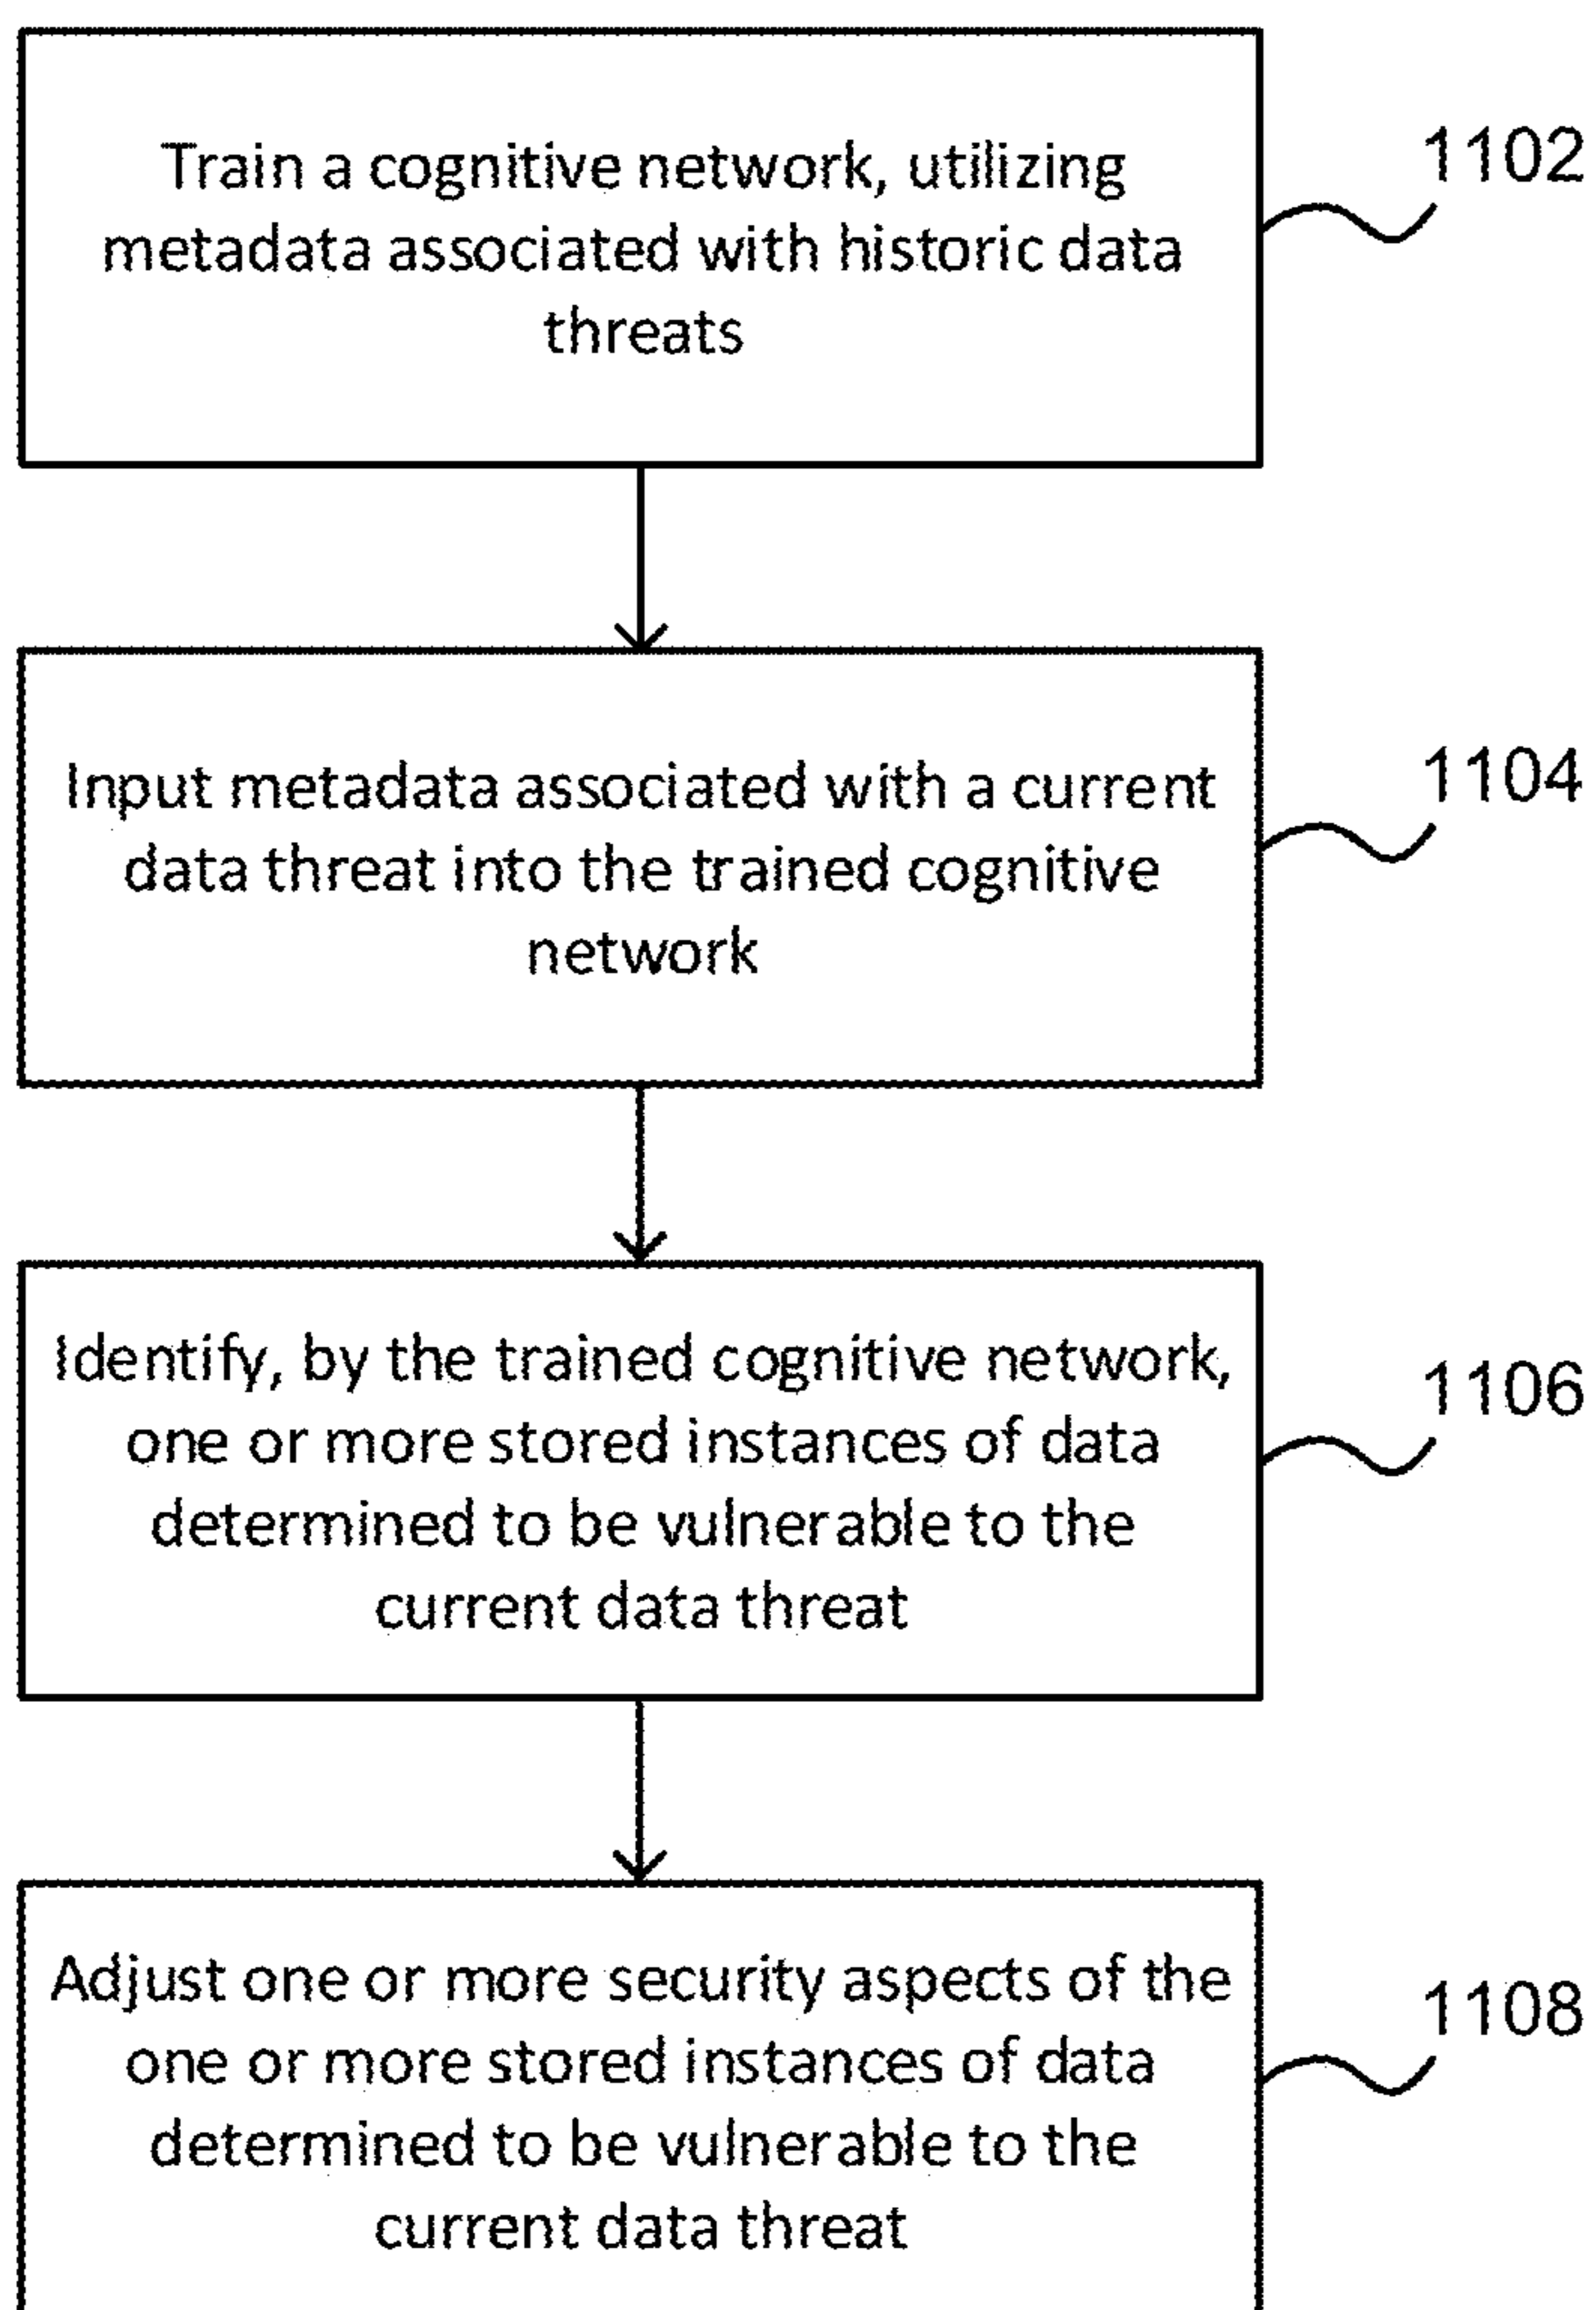 Train a cognitive network, utilizing
metadata associated with historic data
threats
1102
Input metadata associated with a current
data threat into the trained cognitive
network
1104
Identify, by the trained cognitive network,
one or more stored instances of data
determined to be vulnerable to the
current data threat
1106
Adjust one or more security aspects of the
one or more stored instances of data
determined to be vulnerable to the
current data threat
1108